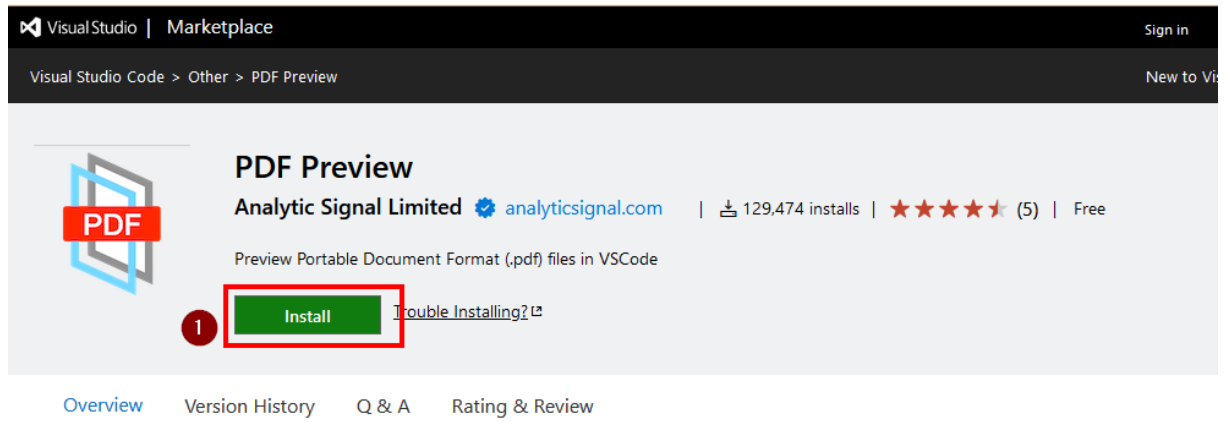 Visual Studio | Marketplace
Sign in
Visual Studio Code > Other > PDF Preview
New to Vis
PDF Preview
PDF
Analytic Signal Limited analyticsignal.com | 129,474 installs | (5) | Free
Preview Portable Document Format (.pdf) files in VSCode
1
Install
Trouble Installing?
Overview
Version History
Q & A
Rating & Review